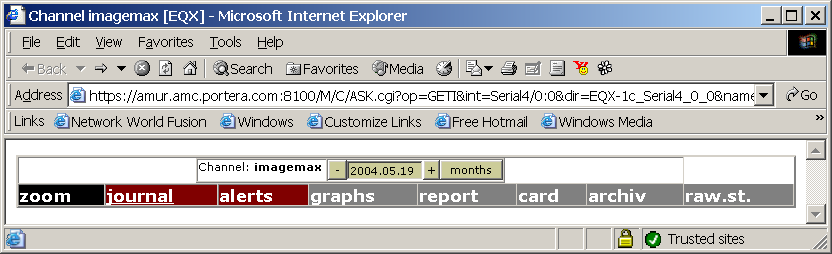 Channel imagemax [EQX] - Microsoft Internet Explorer
File Edit View Favorites Tools Help
Back Search Favorites Media
Address https://amur.amc.portera.com:8100/M/C/ASK.cgi?op=GETI&int=Serial4/0:0&dir=EQX-1c_Serial4_0_0&name Go
Links Network World Fusion Windows Customize Links Free Hotmail Windows Media »
Channel: imagemax - 2004.05.19 + months
zoom journal alerts graphs report card archiv raw.st.
Trusted sites